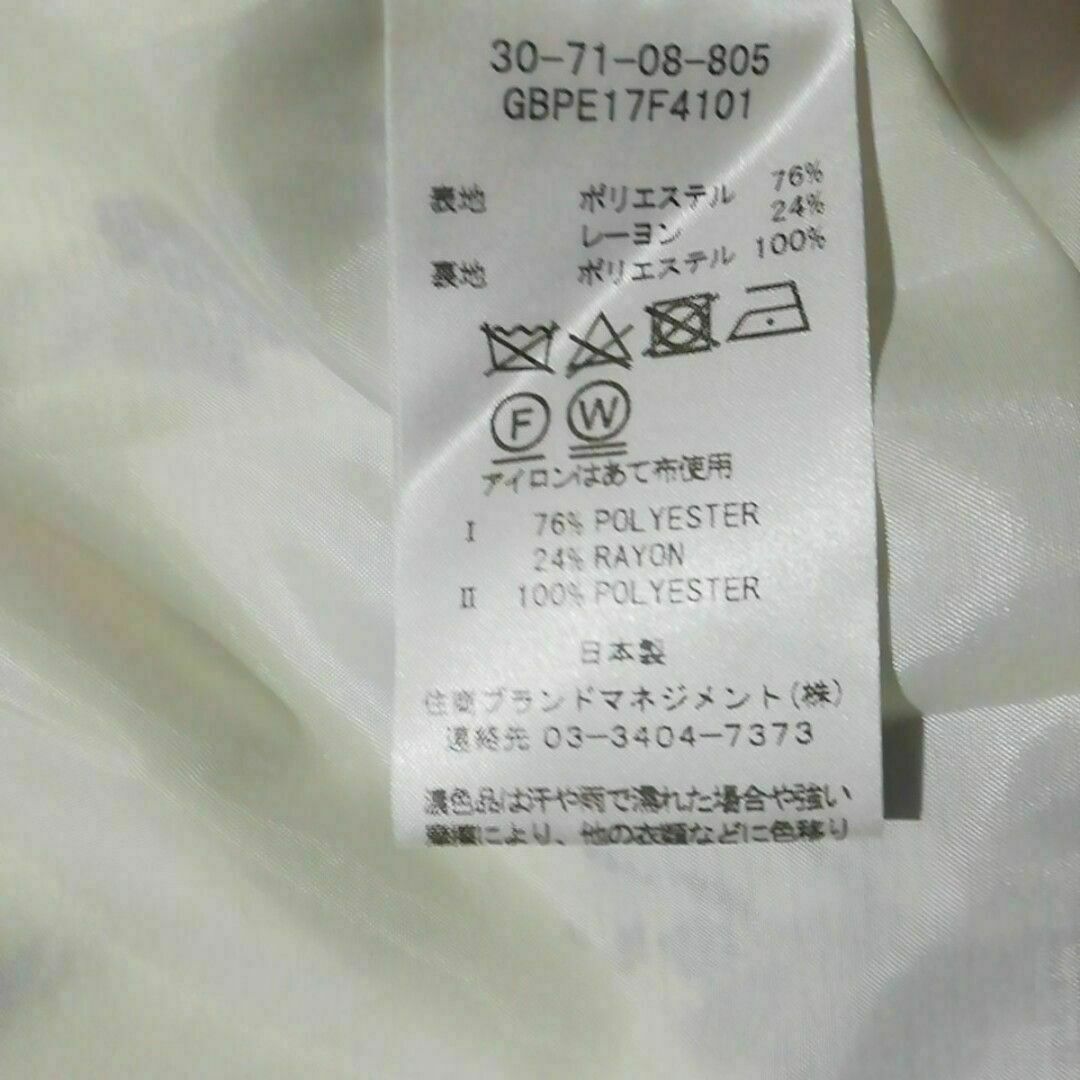 30-71-08-805
GBPE17F4101
表地 ポリエステル 76%
レーヨン 24%
裏地 ポリエステル 100%
F W
アイロンはあて布使用
I 76% POLYESTER
24% RAYON
II 100% POLYESTER
日本製
住商ブランドマネジメント(株)
連絡先 03-3404-7373
濃色品は汗や雨で濡れた場合や強い
摩擦により、他の衣類などに色移り